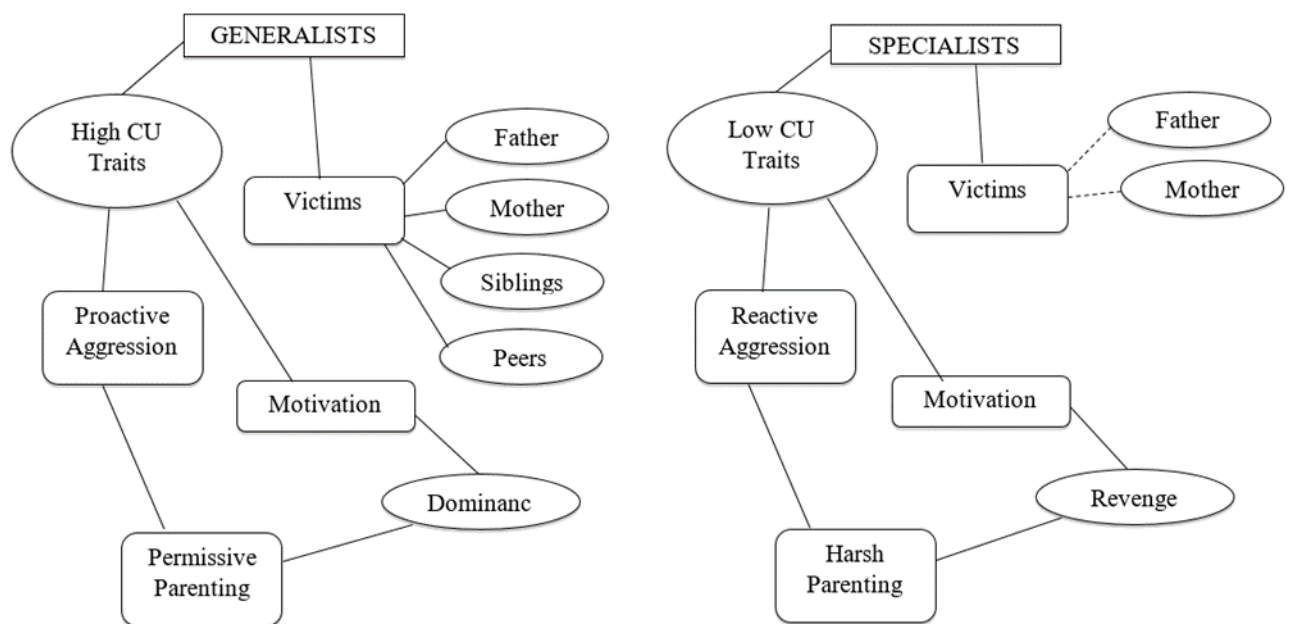 GENERALISTS
High CU
Traits
Victims
Father
Mother
Siblings
Peers
Proactive
Aggression
Motivation
Dominanc
Permissive
Parenting
SPECIALISTS
Low CU
Traits
Victims
Father
Mother
Reactive
Aggression
Motivation
Revenge
Harsh
Parenting